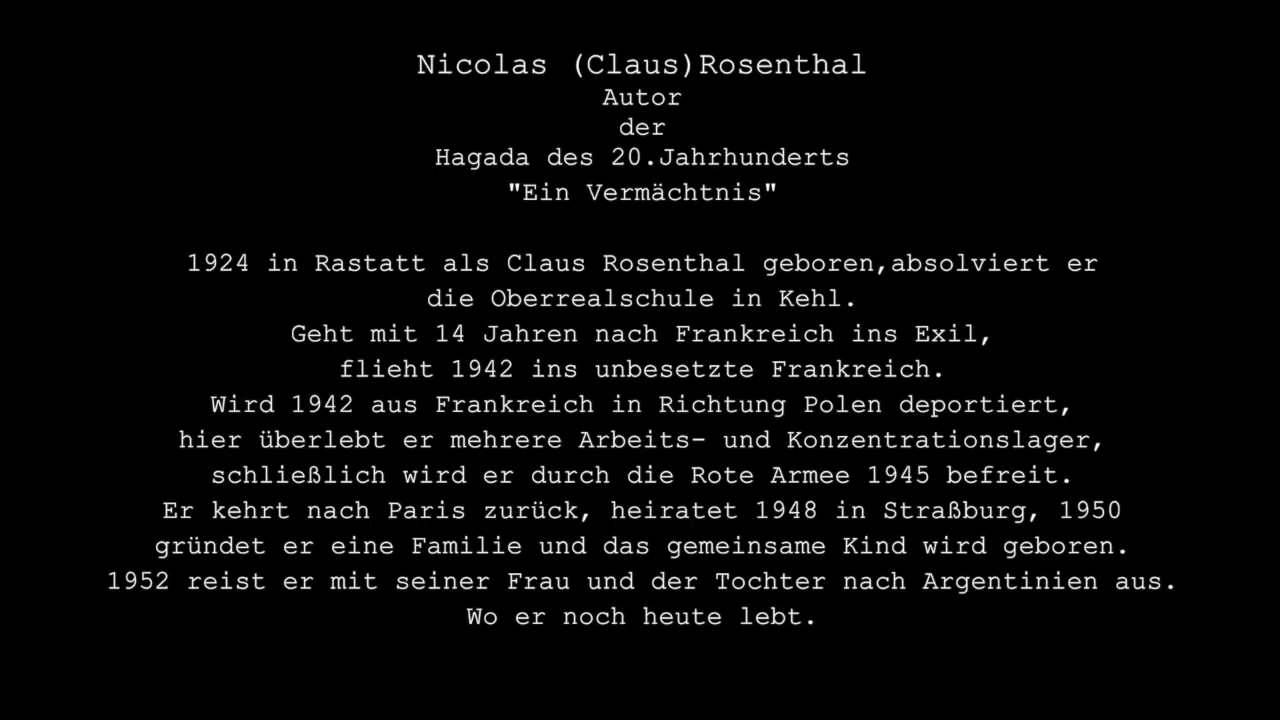 Nicolas (Claus)Rosenthal
Autor
der
Hagada des 20.Jahrhunderts
"Ein Vermächtnis"
1924 in Rastatt als Claus Rosenthal geboren,absolviert er
die Oberrealschule in Kehl.
Geht mit 14 Jahren nach Frankreich ins Exil,
flieht 1942 ins unbesetzte Frankreich.
Wird 1942 aus Frankreich in Richtung Polen deportiert,
hier überlebt er mehrere Arbeits- und Konzentrationslager,
schließlich wird er durch die Rote Armee 1945 befreit.
Er kehrt nach Paris zurück, heiratet 1948 in Straßburg, 1950
gründet er eine Familie und das gemeinsame Kind wird geboren.
1952 reist er mit seiner Frau und der Tochter nach Argentinien aus.
Wo er noch heute lebt.